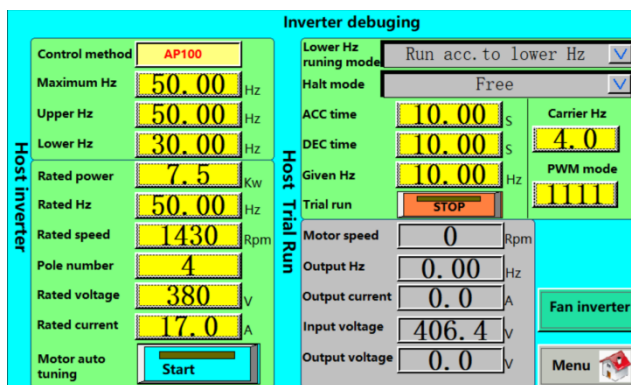 Inverter debuging
Host inverter
Control method AP100
Maximum Hz 50.00 Hz
Upper Hz 50.00 Hz
Lower Hz 30.00 Hz
Rated power 7.5 Kw
Rated Hz 50.00 Hz
Rated speed 1430 Rpm
Pole number 4
Rated voltage 380 V
Rated current 17.0 A
Motor auto
tuning
Start
Host Trial Run
Lower Hz
runing mode
Run acc.to lower Hz
Halt mode Free
ACC time 10.00 S
DEC time 10.00 S
Given Hz 10.00 Hz
Trial run STOP
Carrier Hz
4.0
PWM mode
1111
Motor speed 0 Rpm
Output Hz 0.00 Hz
Output current 0.0 A
Input voltage 406.4 V
Output voltage 0.0 V
Fan inverter
Menu